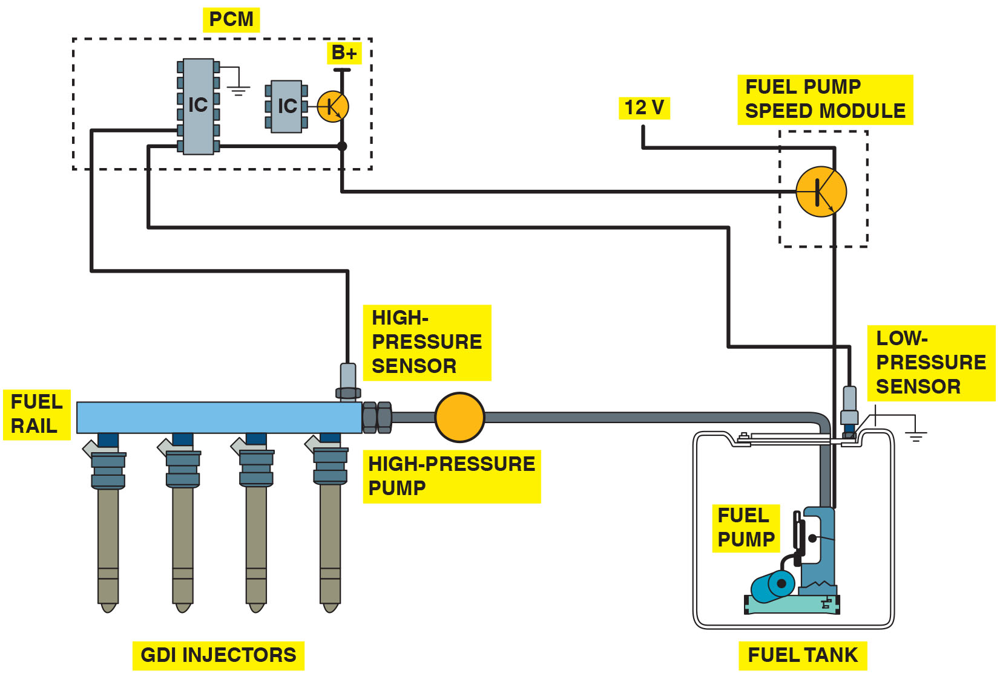 PCM
B+
IC
IC
12 V
FUEL PUMP
SPEED MODULE
HIGH-
PRESSURE
SENSOR
LOW-
PRESSURE
SENSOR
FUEL
RAIL
HIGH-PRESSURE
PUMP
FUEL
PUMP
GDI INJECTORS
FUEL TANK